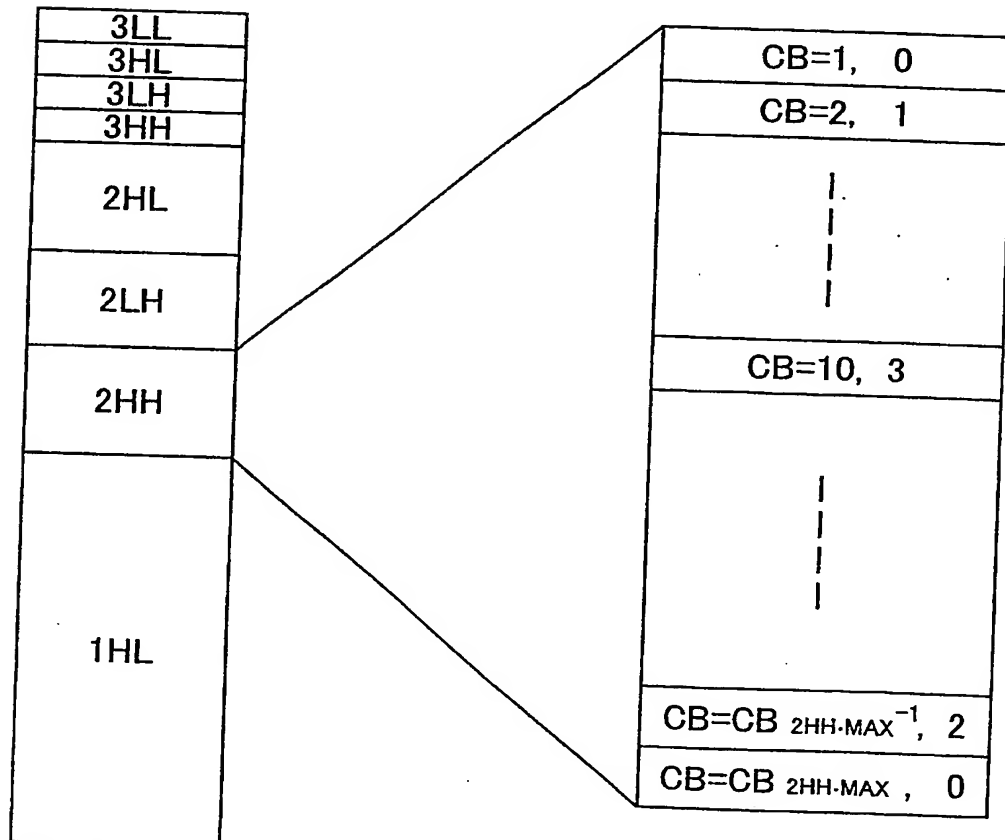 3LL
3HL
3LH
3HH
2HL
2LH
2HH
1HL
CB=1, 0
CB=2, 1
CB=10, 3
CB=CB 2HH·MAX⁻¹, 2
CB=CB 2HH·MAX , 0